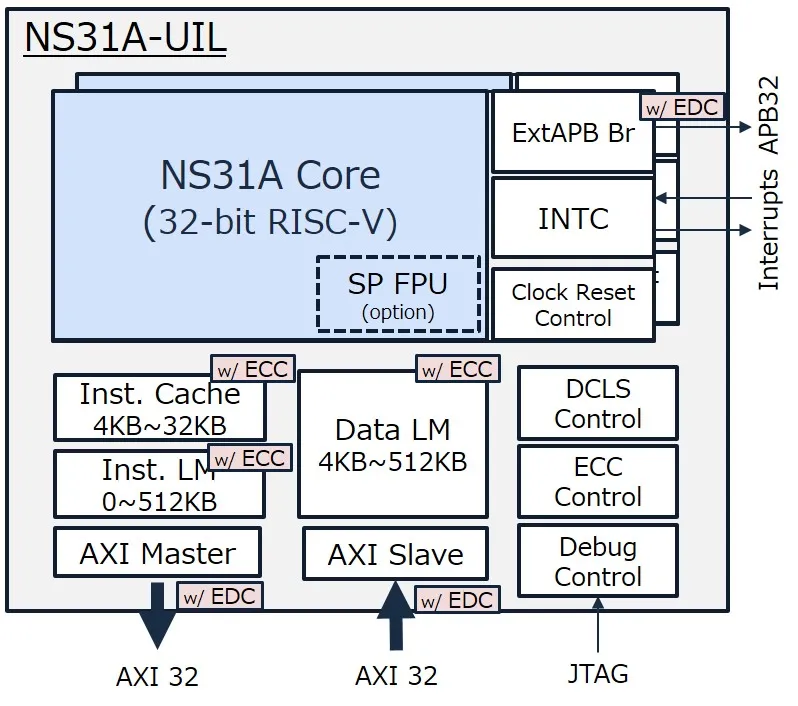 NS31A-UIL
NS31A Core
(32-bit RISC-V)
SP FPU
(option)
ExtAPB Br
w/ EDC
INTC
Clock Reset
Control
APB32
Interrupts
w/ ECC
Inst. Cache
4KB~32KB
w/ ECC
Inst. LM
0~512KB
AXI Master
w/ EDC
AXI 32
w/ ECC
Data LM
4KB~512KB
AXI Slave
w/ EDC
AXI 32
DCLS
Control
ECC
Control
Debug
Control
JTAG